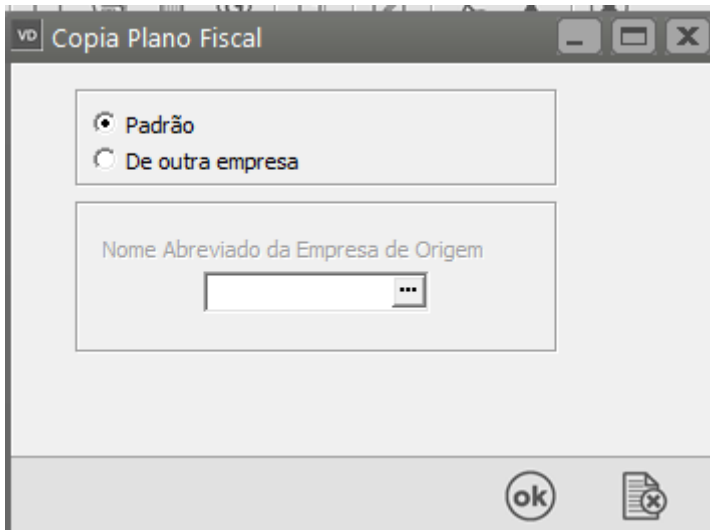 VD Copia Plano Fiscal
Padrão
De outra empresa
Nome Abreviado da Empresa de Origem
...
ok